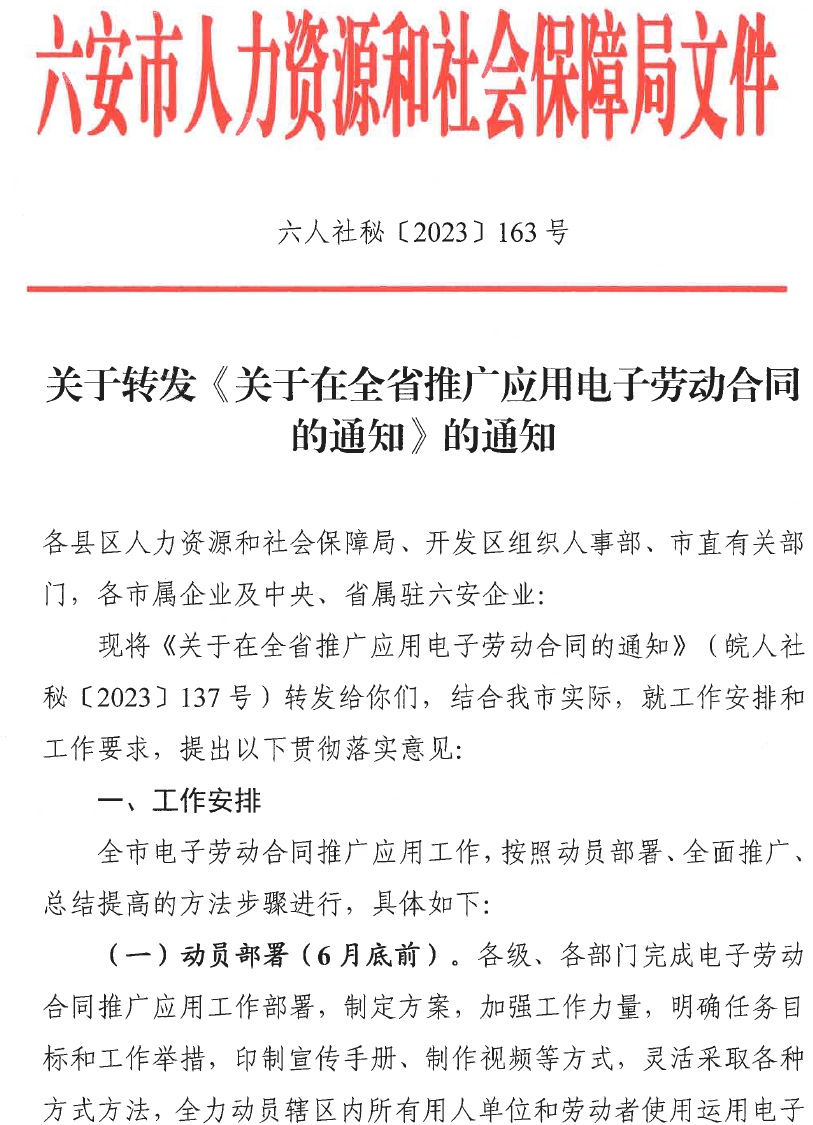 六安市人力资源和社会保障局文件
六人社秘〔2023〕163号
关于转发《关于在全省推广应用电子劳动合同
的通知》的通知
各县区人力资源和社会保障局、开发区组织人事部、市直有关部
门，各市属企业及中央、省属驻六安企业：
现将《关于在全省推广应用电子劳动合同的通知》（皖人社
秘〔2023〕137号）转发给你们，结合我市实际，就工作安排和
工作要求，提出以下贯彻落实意见：
一、工作安排
全市电子劳动合同推广应用工作，按照动员部署、全面推广、
总结提高的方法步骤进行，具体如下：
（一）动员部署（6月底前）。各级、各部门完成电子劳动
合同推广应用工作部署，制定方案，加强工作力量，明确任务目
标和工作举措，印制宣传手册、制作视频等方式，灵活采取各种
方式方法，全力动员辖区内所有用人单位和劳动者使用运用电子